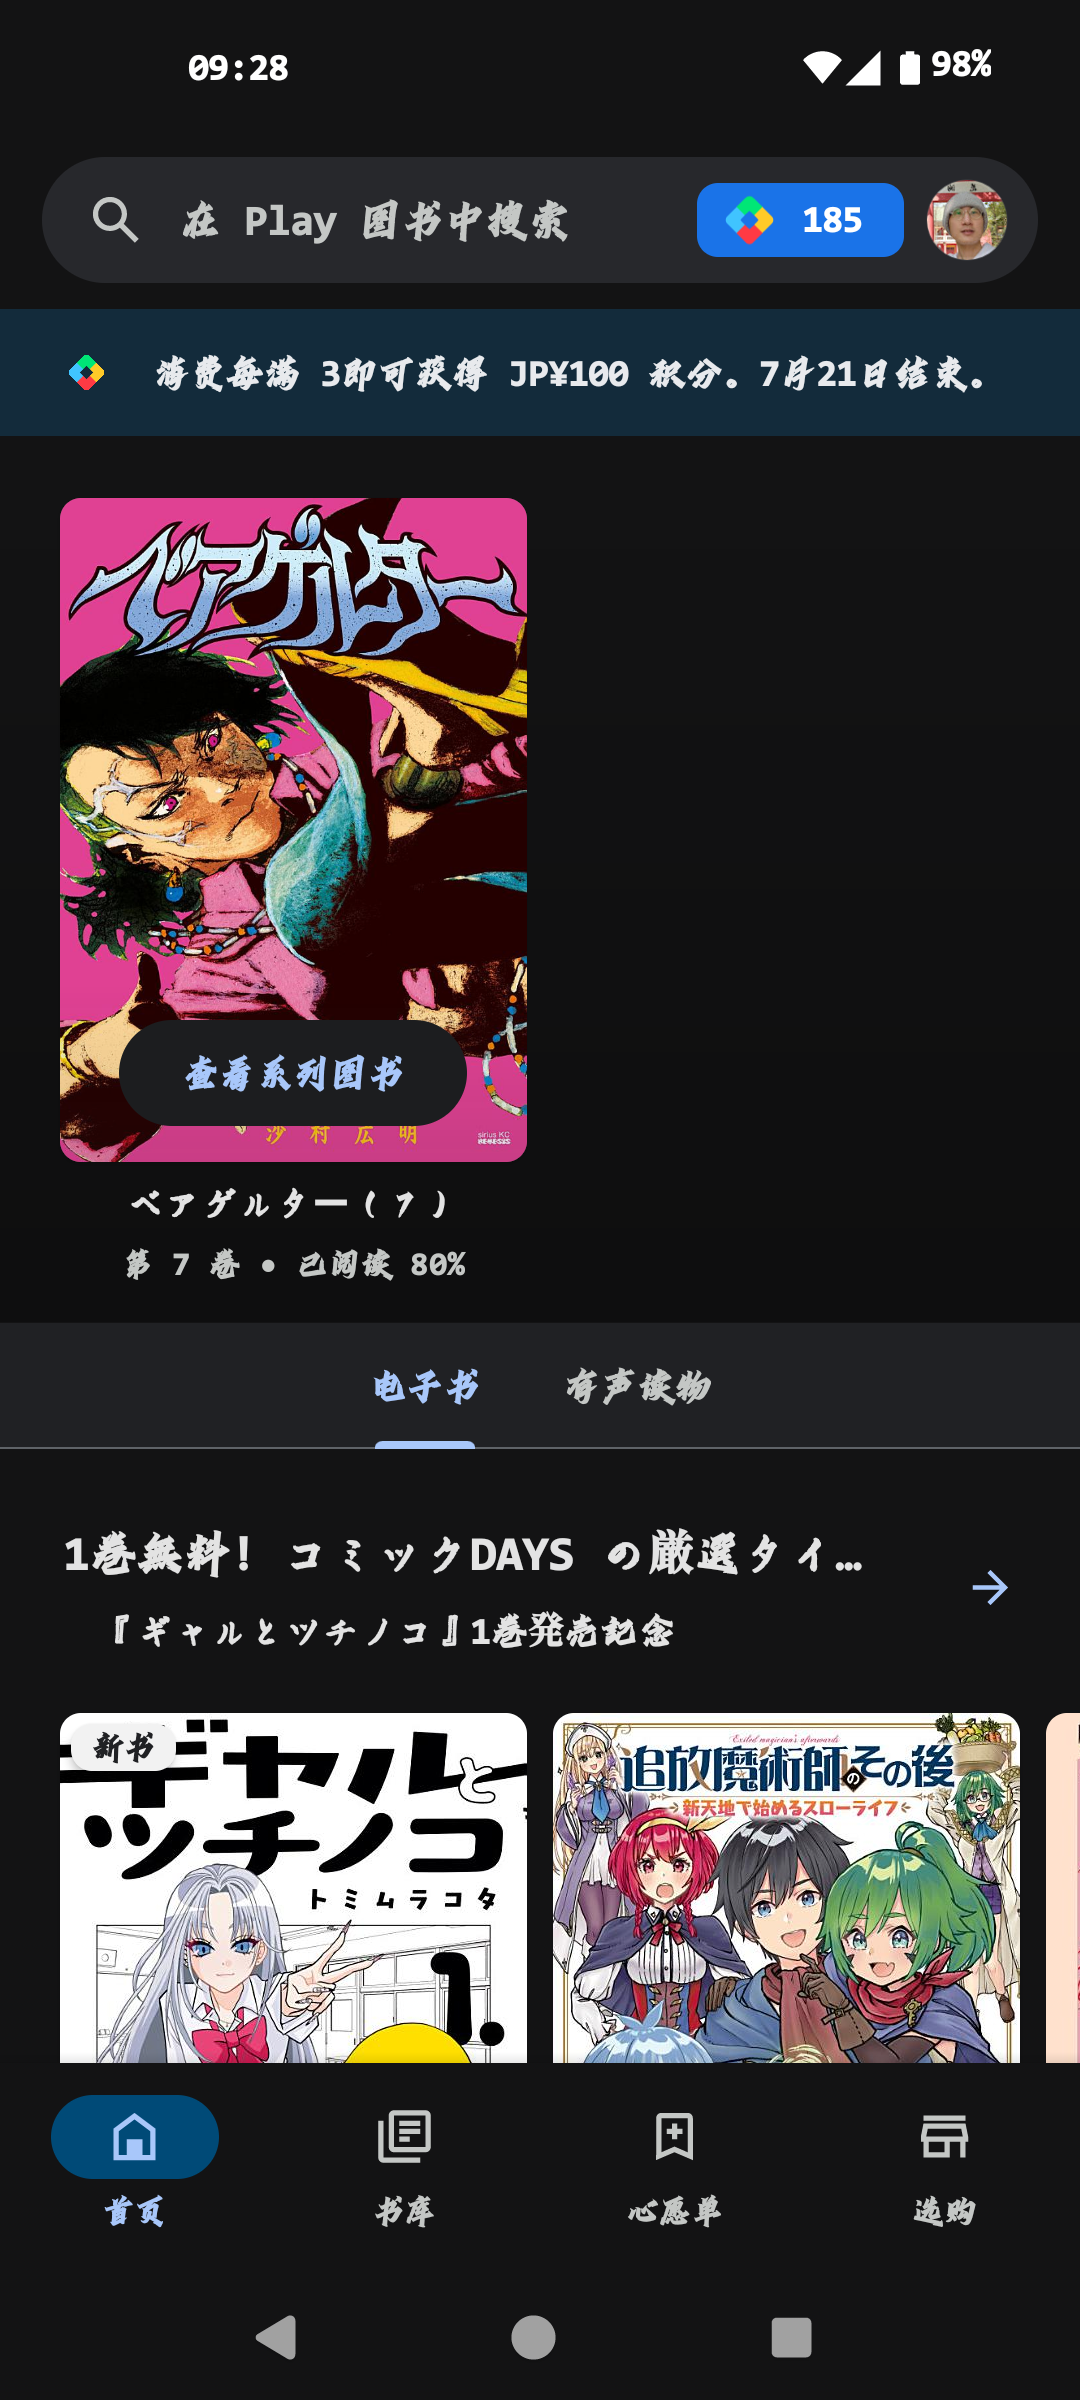 09:28
98%
在 Play 图书中搜索
185
消费每满 3即可获得 JP¥100 积分。7月21日结束。
ベアゲルター
查看系列图书
沙村広明
sirius KC
ベアゲルター(7)
第 7 卷 • 已阅读 80%
电子书
有声读物
1巻無料! コミックDAYS の厳選タイ…
『ギャルとツチノコ』1巻発売記念
新书
ギャルと
ツチノコ
トミムラコタ
1.
Exiled magician's afterwards
追放魔術師のその後
新天地で始めるスローライフ
首页
书库
心愿单
选购